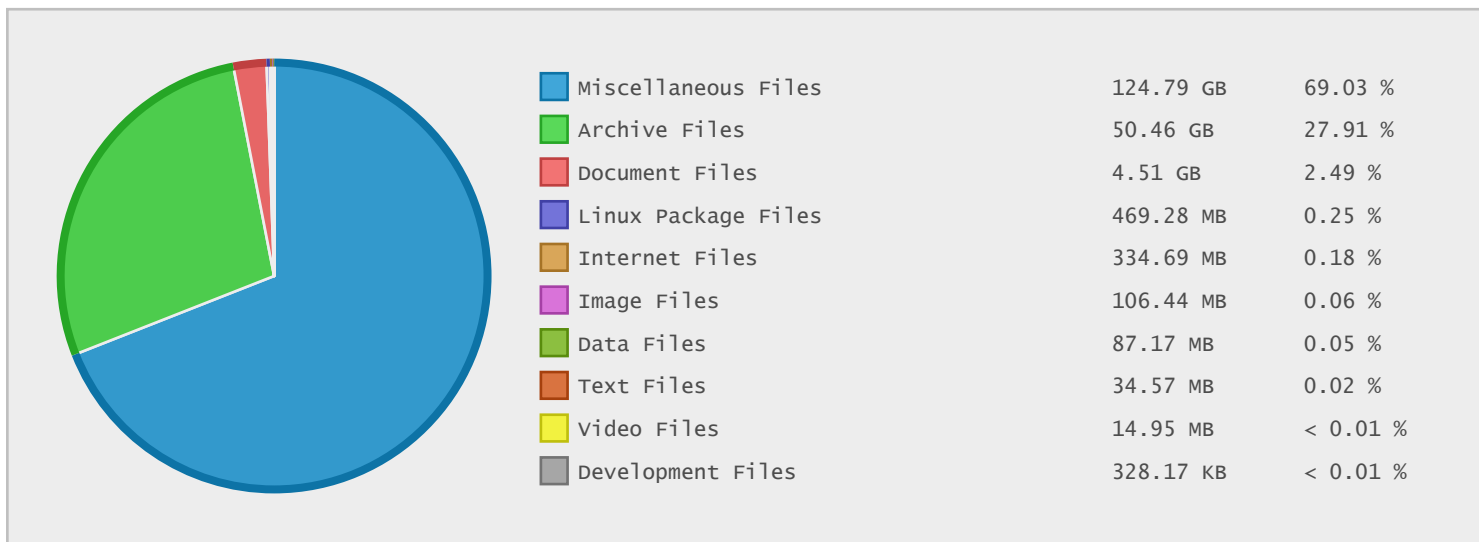 Miscellaneous Files 124.79 GB 69.03 %
Archive Files 50.46 GB 27.91 %
Document Files 4.51 GB 2.49 %
Linux Package Files 469.28 MB 0.25 %
Internet Files 334.69 MB 0.18 %
Image Files 106.44 MB 0.06 %
Data Files 87.17 MB 0.05 %
Text Files 34.57 MB 0.02 %
Video Files 14.95 MB < 0.01 %
Development Files 328.17 KB < 0.01 %